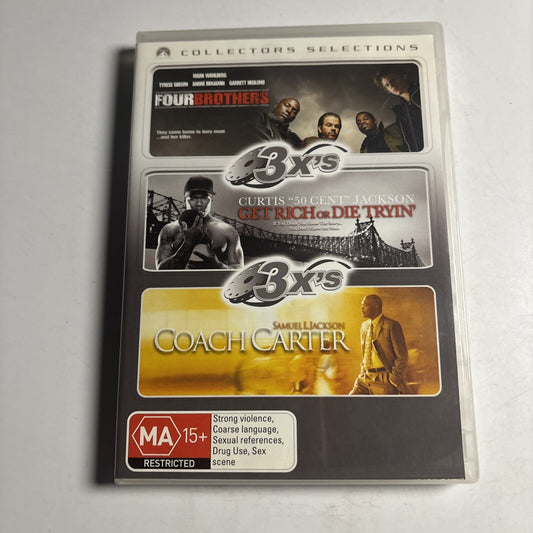 COLLECTORS SELECTIONS
MARK WAHLBERG
TYRESE GIBSON ANDRÉ BENJAMIN GARRETT HEDLUND
FOUR BROTHERS
They came home to bury mom
...and her killer.
3x's
CURTIS "50 CENT" JACKSON
GET RICH OR DIE TRYIN'
3x's
SAMUEL L. JACKSON
COACH CARTER
MA 15+
RESTRICTED
Strong violence,
Coarse language,
Sexual references,
Drug Use, Sex
scene